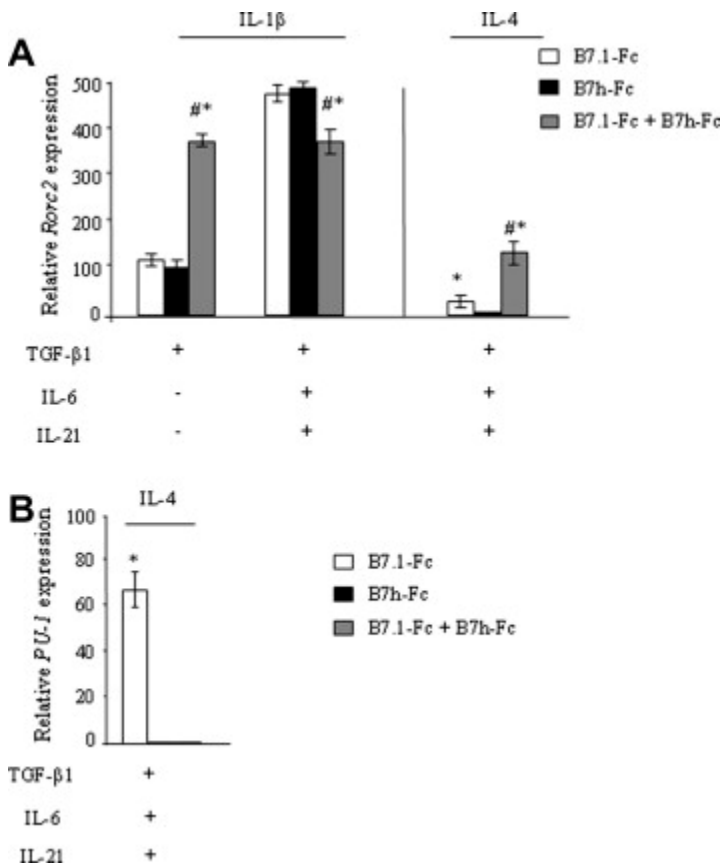 IL-1β IL-4
A
B7.1-Fc
B7h-Fc
B7.1-Fc + B7h-Fc
Relative Rorc2 expression
500
400
300
200
100
0
#* #* * #*
TGF-β1 + + +
IL-6 - + +
IL-21 - + +
B
IL-4
Relative PU-1 expression
100
80
60
40
20
0
*
B7.1-Fc
B7h-Fc
B7.1-Fc + B7h-Fc
TGF-β1 +
IL-6 +
IL-21 +